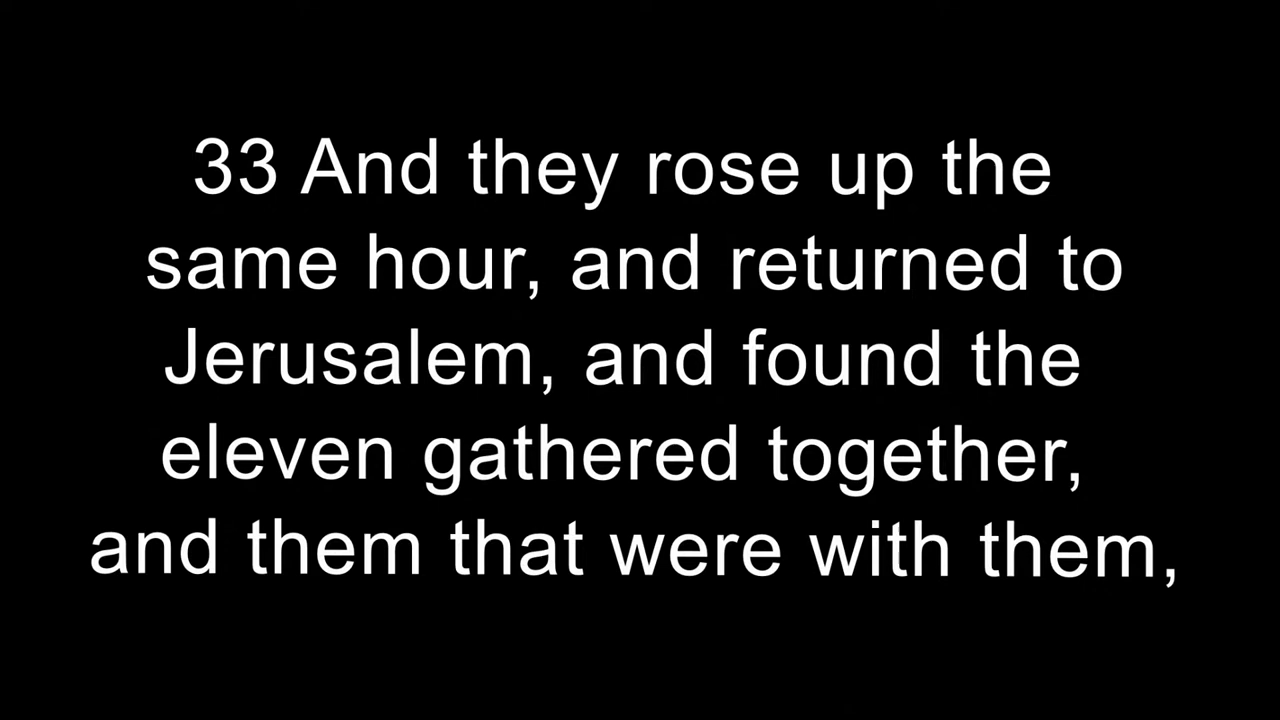 33 And they rose up the
same hour, and returned to
Jerusalem, and found the
eleven gathered together,
and them that were with them,